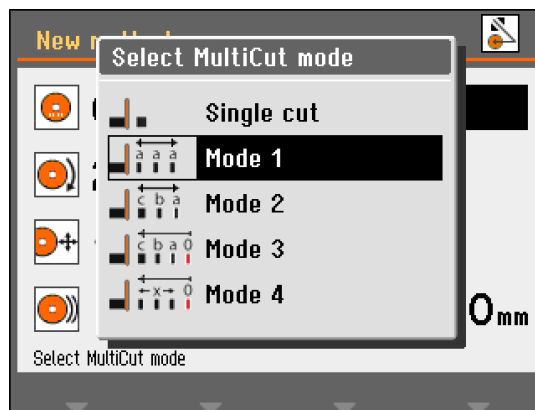 New
Select MultiCut mode
Single cut
a a a
Mode 1
c b a
Mode 2
c b a 0
Mode 3
x 0
Mode 4
0mm
Select MultiCut mode